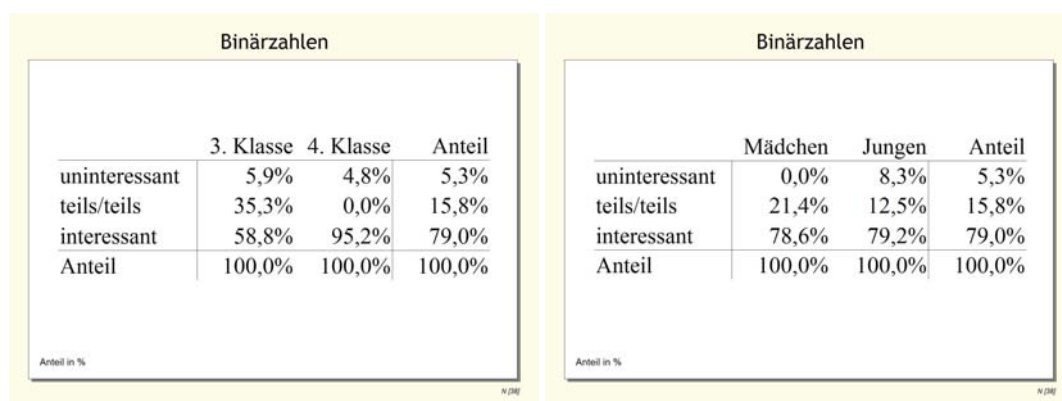 Binärzahlen
3. Klasse 4. Klasse Anteil
uninteressant 5,9% 4,8% 5,3%
teils/teils 35,3% 0,0% 15,8%
interessant 58,8% 95,2% 79,0%
Anteil 100,0% 100,0% 100,0%
Anteil in %
N [38]
Binärzahlen
Mädchen Jungen Anteil
uninteressant 0,0% 8,3% 5,3%
teils/teils 21,4% 12,5% 15,8%
interessant 78,6% 79,2% 79,0%
Anteil 100,0% 100,0% 100,0%
Anteil in %
N [38]